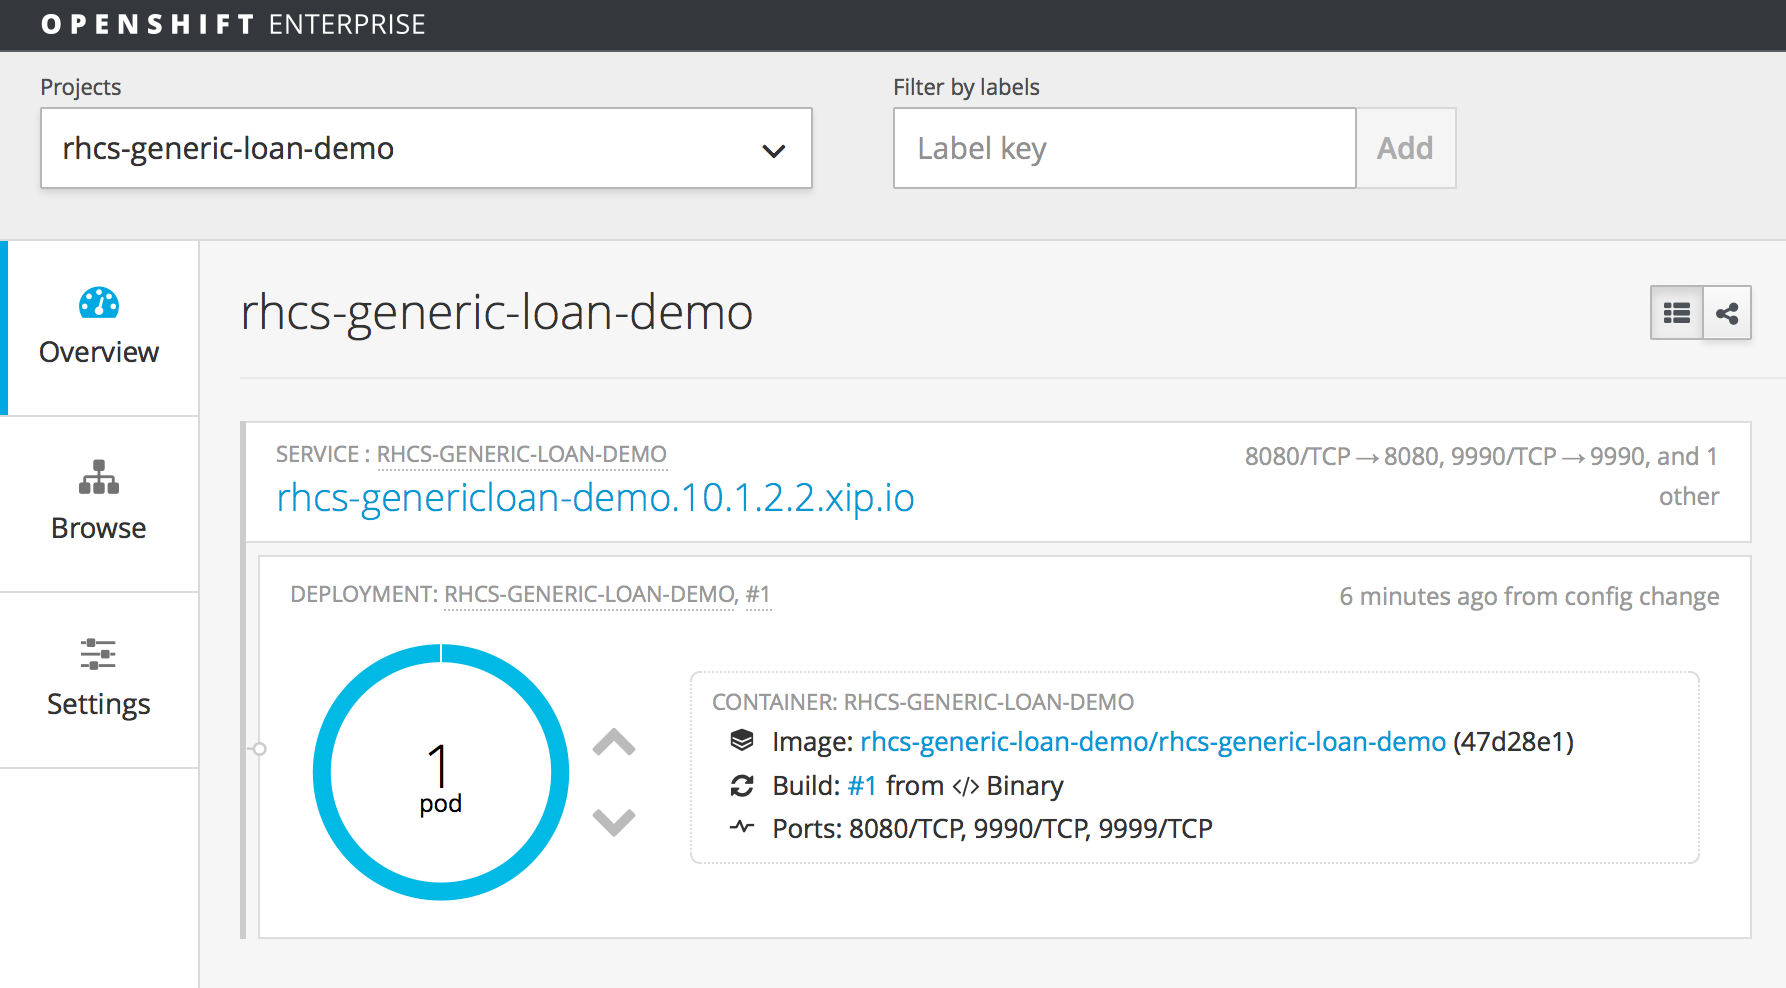 OPENSHIFT ENTERPRISE
Projects
Filter by labels
rhcs-generic-loan-demo
Label key
Add
Overview
Browse
Settings
rhcs-generic-loan-demo
SERVICE : RHCS-GENERIC-LOAN-DEMO
rhcs-genericloan-demo.10.1.2.2.xip.io
8080/TCP→8080, 9990/TCP→9990, and 1
other
DEPLOYMENT: RHCS-GENERIC-LOAN-DEMO, #1
6 minutes ago from config change
1
pod
CONTAINER: RHCS-GENERIC-LOAN-DEMO
Image: rhcs-generic-loan-demo/rhcs-generic-loan-demo (47d28e1)
Build: #1 from </> Binary
Ports: 8080/TCP, 9990/TCP, 9999/TCP